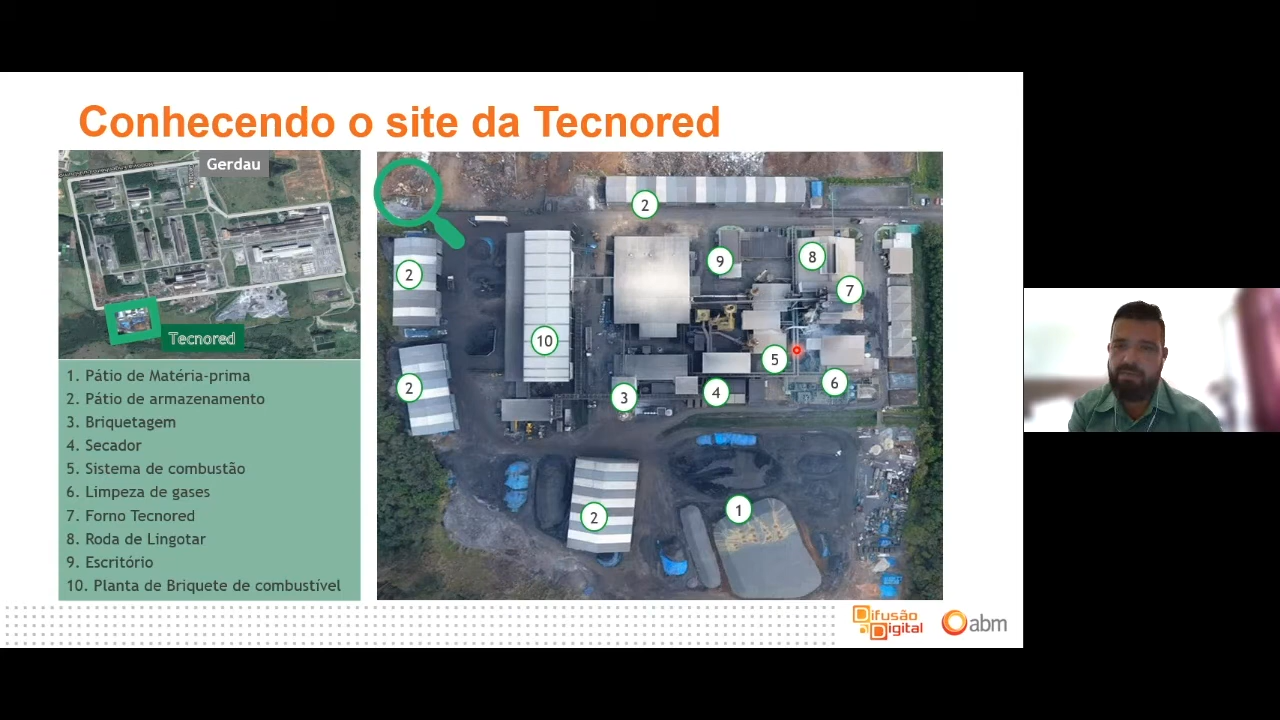 Conhecendo o site da Tecnored
Gerdau
Tecnored
1. Pátio de Matéria-prima
2. Pátio de armazenamento
3. Briquetagem
4. Secador
5. Sistema de combustão
6. Limpeza de gases
7. Forno Tecnored
8. Roda de Lingotar
9. Escritório
10. Planta de Briquete de combustível
2
2
9
8
7
10
5
2
3
4
6
2
1
Difusão
Digital
abm